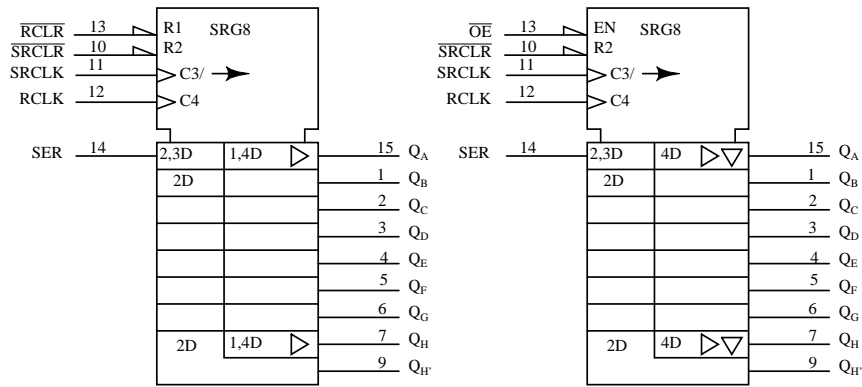 RCLR 13 R1 SRG8
SRCLR 10 R2
SRCLK 11 C3/
RCLK 12 C4
SER 14 2,3D 1,4D 15 QA
2D 1 QB
2 QC
3 QD
4 QE
5 QF
6 QG
2D 1,4D 7 QH
9 QH'
OE 13 EN SRG8
SRCLR 10 R2
SRCLK 11 C3/
RCLK 12 C4
SER 14 2,3D 4D 15 QA
2D 1 QB
2 QC
3 QD
4 QE
5 QF
6 QG
2D 4D 7 QH
9 QH'